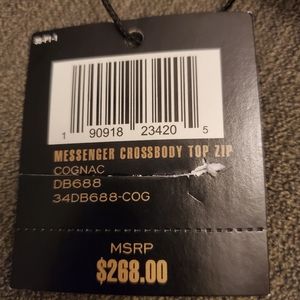 1 90918 23420 5
MESSENGER CROSSBODY TOP ZIP
COGNAC
DB688
34DB688-COG
MSRP
$268.00